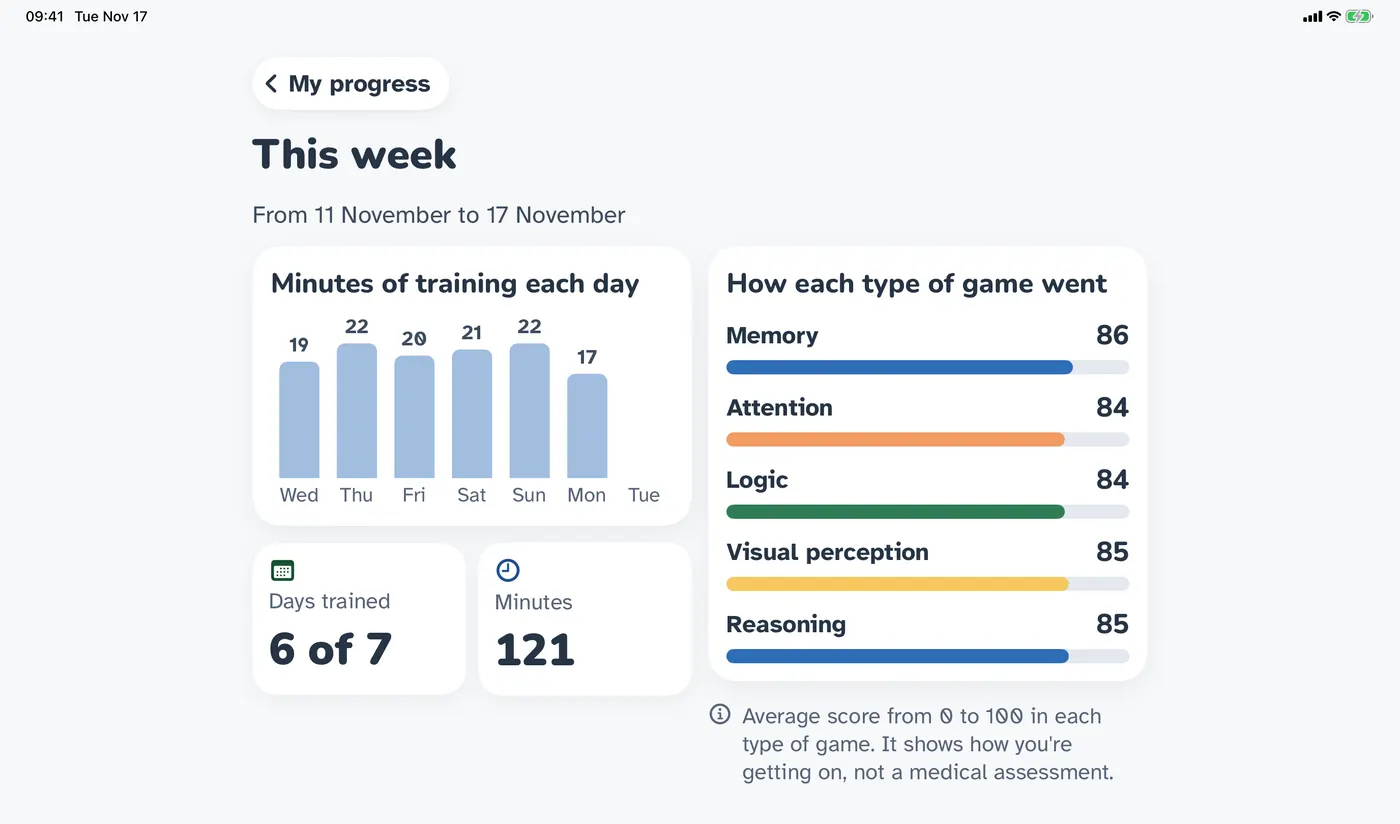 09:41 Tue Nov 17
My progress
This week
From 11 November to 17 November
Minutes of training each day
19 22 20 21 22 17
Wed Thu Fri Sat Sun Mon Tue
Days trained
6 of 7
Minutes
121
How each type of game went
Memory 86
Attention 84
Logic 84
Visual perception 85
Reasoning 85
Average score from 0 to 100 in each
type of game. It shows how you're
getting on, not a medical assessment.